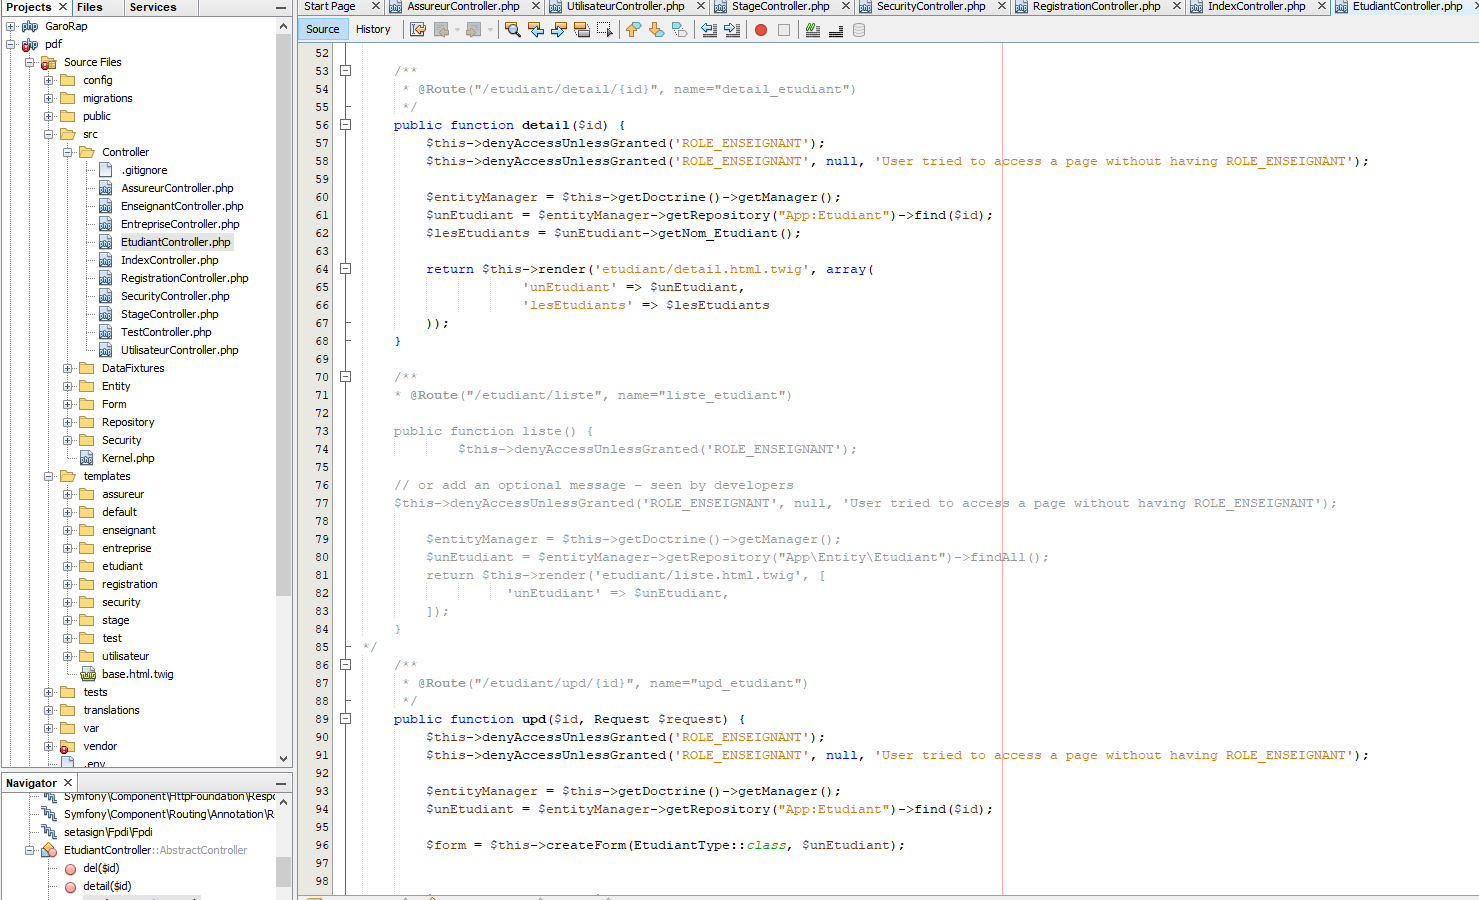 Projects
Files
Services
GaroRap
pdf
Source Files
config
migrations
public
src
Controller
.gitignore
AssureurController.php
EnseignantController.php
EntrepriseController.php
EtudiantController.php
IndexController.php
RegistrationController.php
SecurityController.php
StageController.php
TestController.php
UtilisateurController.php
DataFixtures
Entity
Form
Repository
Security
Kernel.php
templates
assureur
default
enseignant
entreprise
etudiant
registration
security
stage
test
utilisateur
base.html.twig
tests
translations
var
vendor
.env
Navigator
Symfony\Component\HttpFoundation\Respo
Symfony\Component\Routing\Annotation\R
setasign\Fpdi\Fpdi
EtudiantController::AbstractController
del($id)
detail($id)
Start Page
AssureurController.php
UtilisateurController.php
StageController.php
SecurityController.php
RegistrationController.php
IndexController.php
EtudiantController.php
Source
History
52
53 /**
54 * @Route("/etudiant/detail/{id}", name="detail_etudiant")
55 */
56 public function detail($id) {
57 $this->denyAccessUnlessGranted('ROLE_ENSEIGNANT');
58 $this->denyAccessUnlessGranted('ROLE_ENSEIGNANT', null, 'User tried to access a page without having ROLE_ENSEIGNANT');
59
60 $entityManager = $this->getDoctrine()->getManager();
61 $unEtudiant = $entityManager->getRepository("App:Etudiant")->find($id);
62 $lesEtudiants = $unEtudiant->getNom_Etudiant();
63
64 return $this->render('etudiant/detail.html.twig', array(
65 'unEtudiant' => $unEtudiant,
66 'lesEtudiants' => $lesEtudiants
67 ));
68 }
69
70 /**
71 * @Route("/etudiant/liste", name="liste_etudiant")
72
73 public function liste() {
74 $this->denyAccessUnlessGranted('ROLE_ENSEIGNANT');
75
76 // or add an optional message - seen by developers
77 $this->denyAccessUnlessGranted('ROLE_ENSEIGNANT', null, 'User tried to access a page without having ROLE_ENSEIGNANT');
78
79 $entityManager = $this->getDoctrine()->getManager();
80 $unEtudiant = $entityManager->getRepository("App\Entity\Etudiant")->findAll();
81 return $this->render('etudiant/liste.html.twig', [
82 'unEtudiant' => $unEtudiant,
83 ]);
84 }
85 */
86 /**
87 * @Route("/etudiant/upd/{id}", name="upd_etudiant")
88 */
89 public function upd($id, Request $request) {
90 $this->denyAccessUnlessGranted('ROLE_ENSEIGNANT');
91 $this->denyAccessUnlessGranted('ROLE_ENSEIGNANT', null, 'User tried to access a page without having ROLE_ENSEIGNANT');
92
93 $entityManager = $this->getDoctrine()->getManager();
94 $unEtudiant = $entityManager->getRepository("App:Etudiant")->find($id);
95
96 $form = $this->createForm(EtudiantType::class, $unEtudiant);
97
98